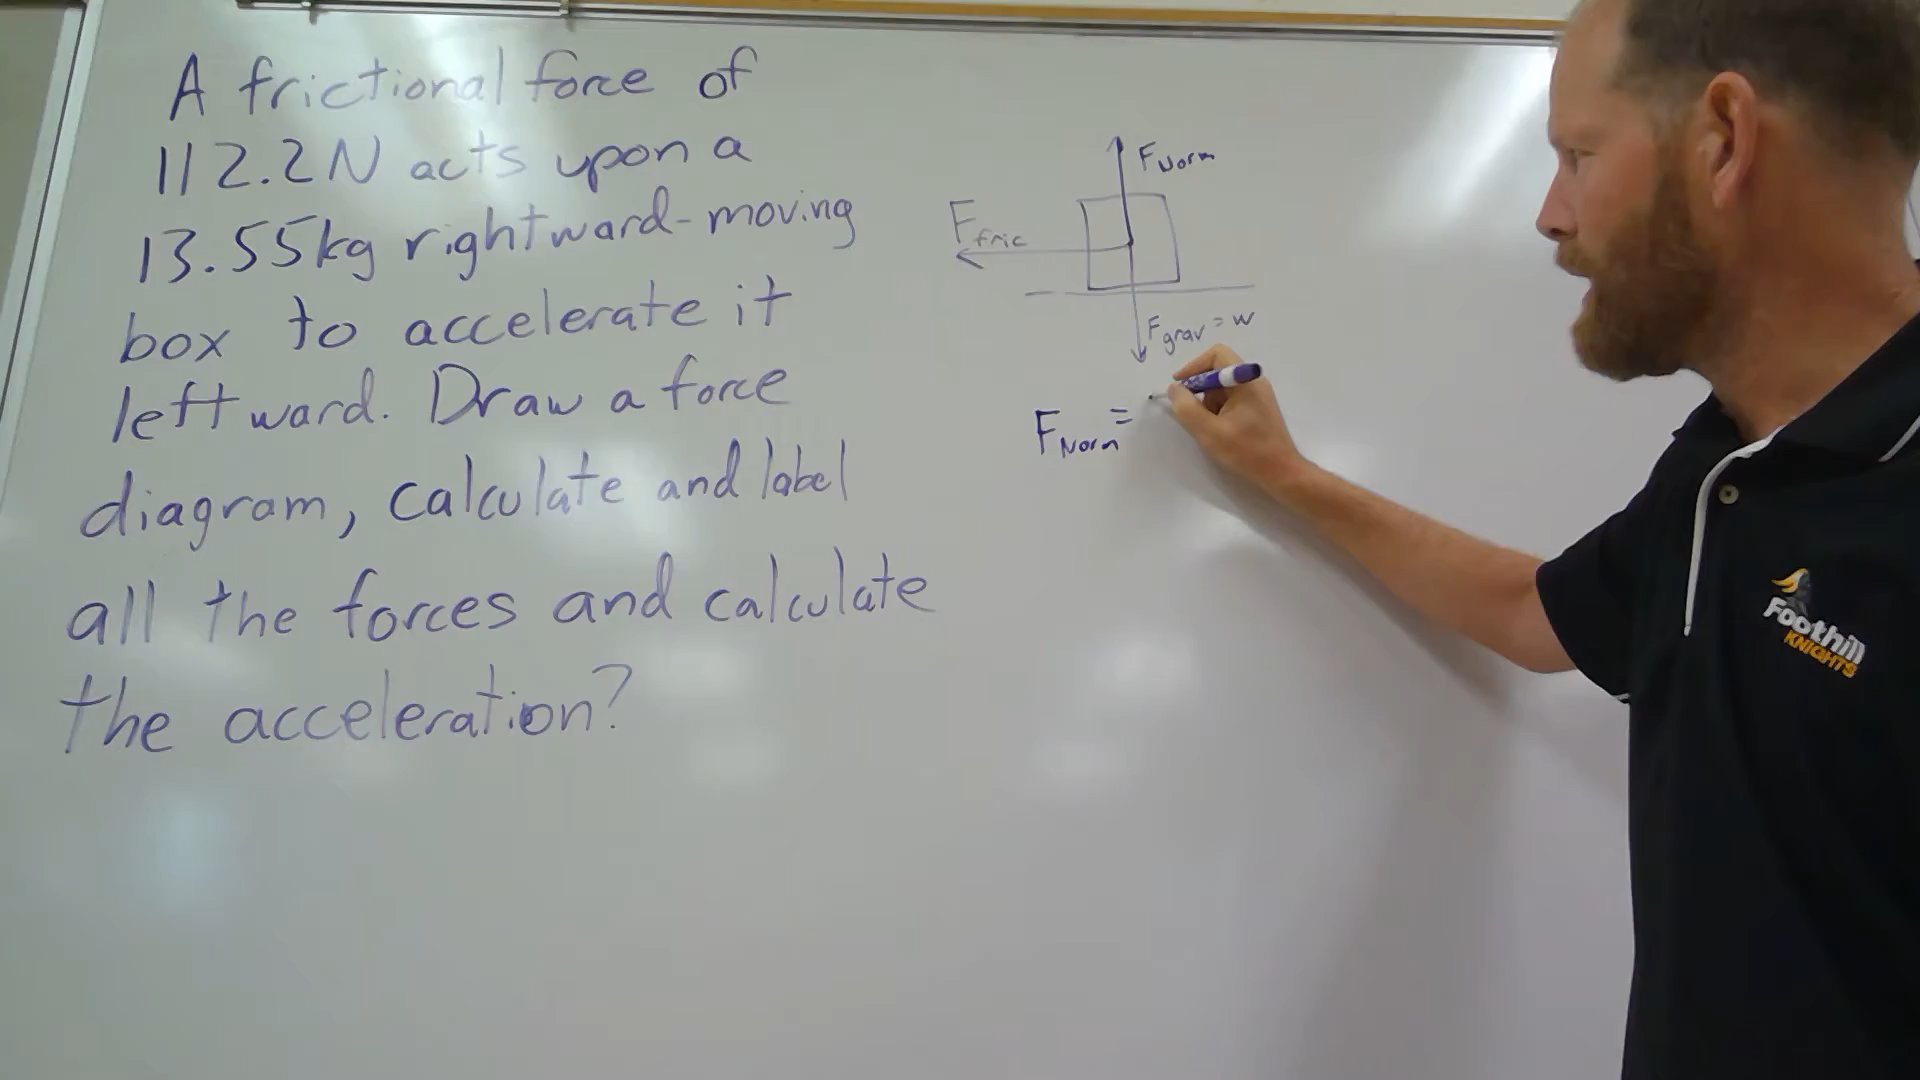 A frictional force of
112.2N acts upon a
13.55kg rightward-moving
box to accelerate it
leftward. Draw a force
diagram, calculate and label
all the forces and calculate
the acceleration?
FNorm
Ffric
Fgrav = W
FNorm =
Foothill
KNIGHTS